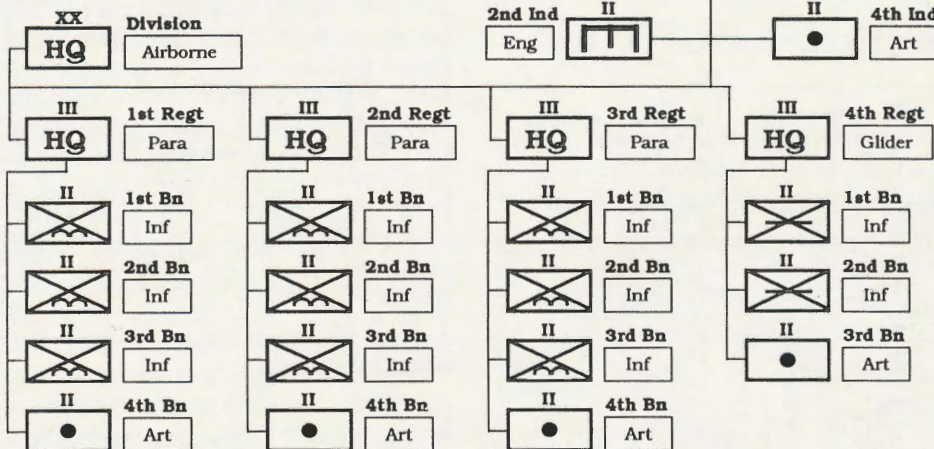 XX Division 2nd Ind II II 4th Ind
HQ Airborne Eng Art
III 1st Regt III 2nd Regt III 3rd Regt III 4th Regt
HQ Para HQ Para HQ Para HQ Glider
II 1st Bn II 1st Bn II 1st Bn II 1st Bn
Inf Inf Inf Inf
II 2nd Bn II 2nd Bn II 2nd Bn II 2nd Bn
Inf Inf Inf Inf
II 3rd Bn II 3rd Bn II 3rd Bn II 3rd Bn
Inf Inf Inf Art
II 4th Bn II 4th Bn II 4th Bn
Art Art Art